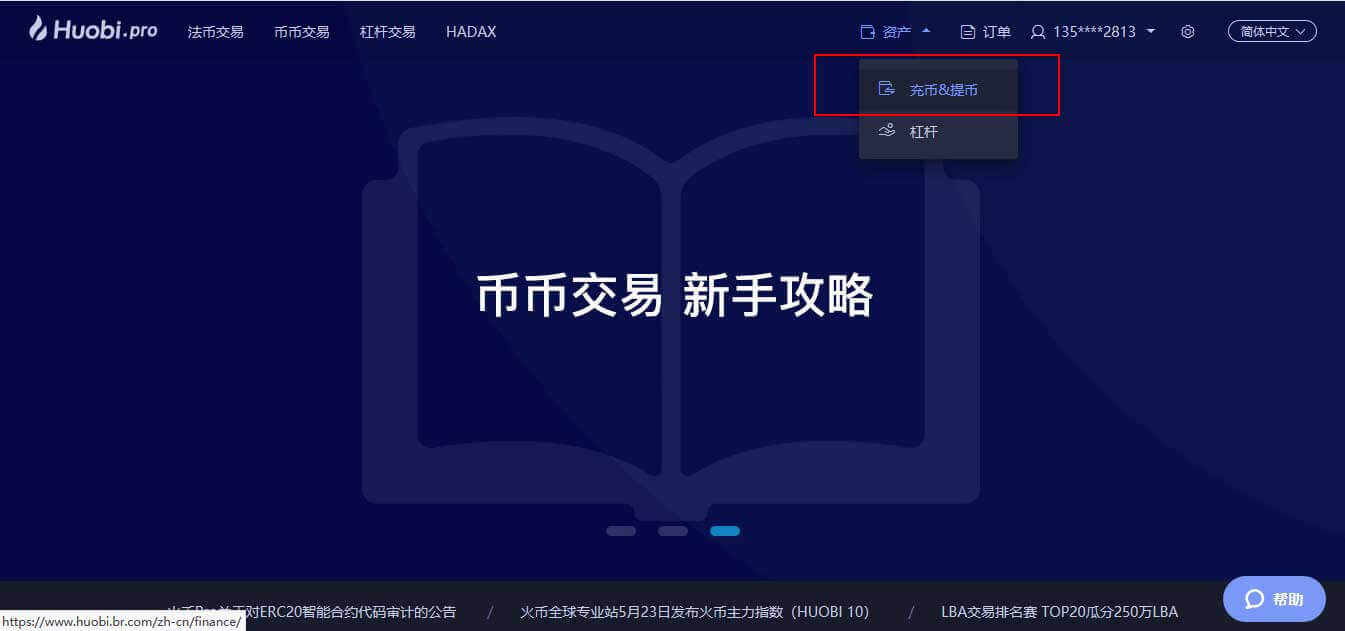 Huobi.pro 法币交易 币币交易 杠杆交易 HADAX 资产 订单 135****2813 简体中文
充币&提币
杠杆
币币交易 新手攻略
对ERC20智能合约代码审计的公告 / 火币全球专业站5月23日发布火币主力指数（HUOBI 10） / LBA交易排名赛 TOP20瓜分250万LBA
帮助
https://www.huobi.br.com/zh-cn/finance/